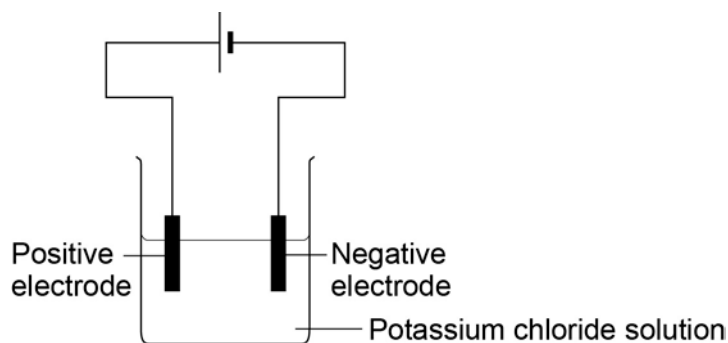 Positive
electrode
Negative
electrode
Potassium chloride solution